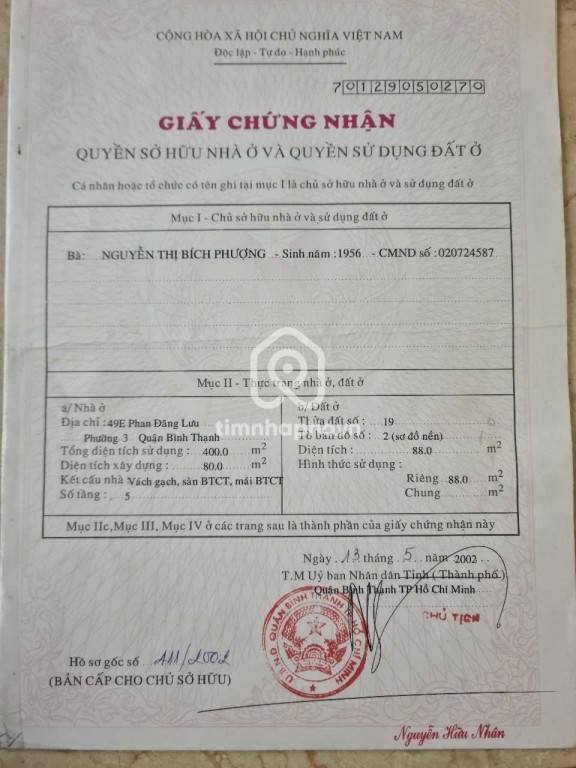 CỘNG HÒA XÃ HỘI CHỦ NGHĨA VIỆT NAM
Độc lập - Tự do - Hạnh phúc
70129050270
GIẤY CHỨNG NHẬN
QUYỀN SỞ HỮU NHÀ Ở VÀ QUYỀN SỬ DỤNG ĐẤT Ở
Cá nhân hoặc tổ chức có tên ghi tại mục I là chủ sở hữu nhà ở và sử dụng đất ở
Mục I - Chủ sở hữu nhà ở và sử dụng đất ở
Bà: NGUYỄN THỊ BÍCH PHƯỢNG - Sinh năm :1956 - CMND số :020724587
Mục II - Thực trạng nhà ở, đất ở
a/ Nhà ở
Địa chỉ :49E Phan Đăng Lưu
Phường 3 Quận Bình Thạnh
Tổng diện tích sử dụng : 400.0 m2
Diện tích xây dựng : 80.0 m2
Kết cấu nhà :Vách gạch, sàn BTCT, mái BTCT
Số tầng : 5
b/ Đất ở
Thửa đất số : 19
Tờ bản đồ số : 2 (sơ đồ nền)
Diện tích : 88.0 m2
Hình thức sử dụng :
Riêng 88.0 m2
Chung m2
timnhaphovn
Mục IIc,Mục III, Mục IV ở các trang sau là thành phần của giấy chứng nhận này
Ngày 13 tháng 5 năm 2002
T.M Uỷ ban Nhân dân Tỉnh ( Thành phố )
Quận Bình Thạnh TP Hồ Chí Minh
CHỦ TỊCH
U.B.N.D QUẬN BÌNH THẠNH T.P HỒ CHÍ MINH
Hồ sơ gốc số 411/2002
(BẢN CẤP CHO CHỦ SỞ HỮU)
Nguyễn Hữu Nhân